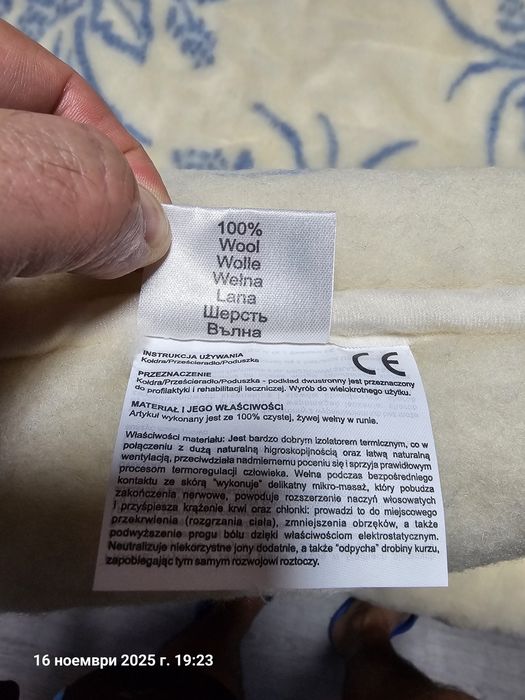 100%
Wool
Wolle
Wełna
Lana
Шерсть
Вълна
INSTRUKCJA UŻYWANIA
Kołdra/Prześcieradło/Poduszka
CE
PRZEZNACZENIE
Kołdra/Prześcieradło/Poduszka - podkład dwustronny jest przeznaczony
do profilaktyki i rehabilitacji leczniczej. Wyrób do wielokrotnego użytku.
MATERIAŁ I JEGO WŁAŚCIWOŚCI
Artykuł wykonany jest ze 100% czystej, żywej wełny w runie.
Właściwości materiału: Jest bardzo dobrym izolatorem termicznym, co w
połączeniu z dużą naturalną higroskopijnością oraz łatwą naturalną
wentylacją, przeciwdziała nadmiernemu poceniu się i sprzyja prawidłowym
procesom termoregulacji człowieka. Wełna podczas bezpośredniego
kontaktu ze skórą "wykonuje" delikatny mikro-masaż, który pobudza
zakończenia nerwowe, powoduje rozszerzenie naczyń włosowatych
i przyśpiesza krążenie krwi oraz chłonki: prowadzi to do miejscowego
przekrwienia (rozgrzania ciała), zmniejszenia obrzęków, a także
podwyższenie progu bólu dzięki właściwościom elektrostatycznym.
Neutralizuje niekorzystne jony dodatnie, a także "odpycha" drobiny kurzu,
zapobiegając tym samym rozwojowi roztoczy.
16 ноември 2025 г. 19:23